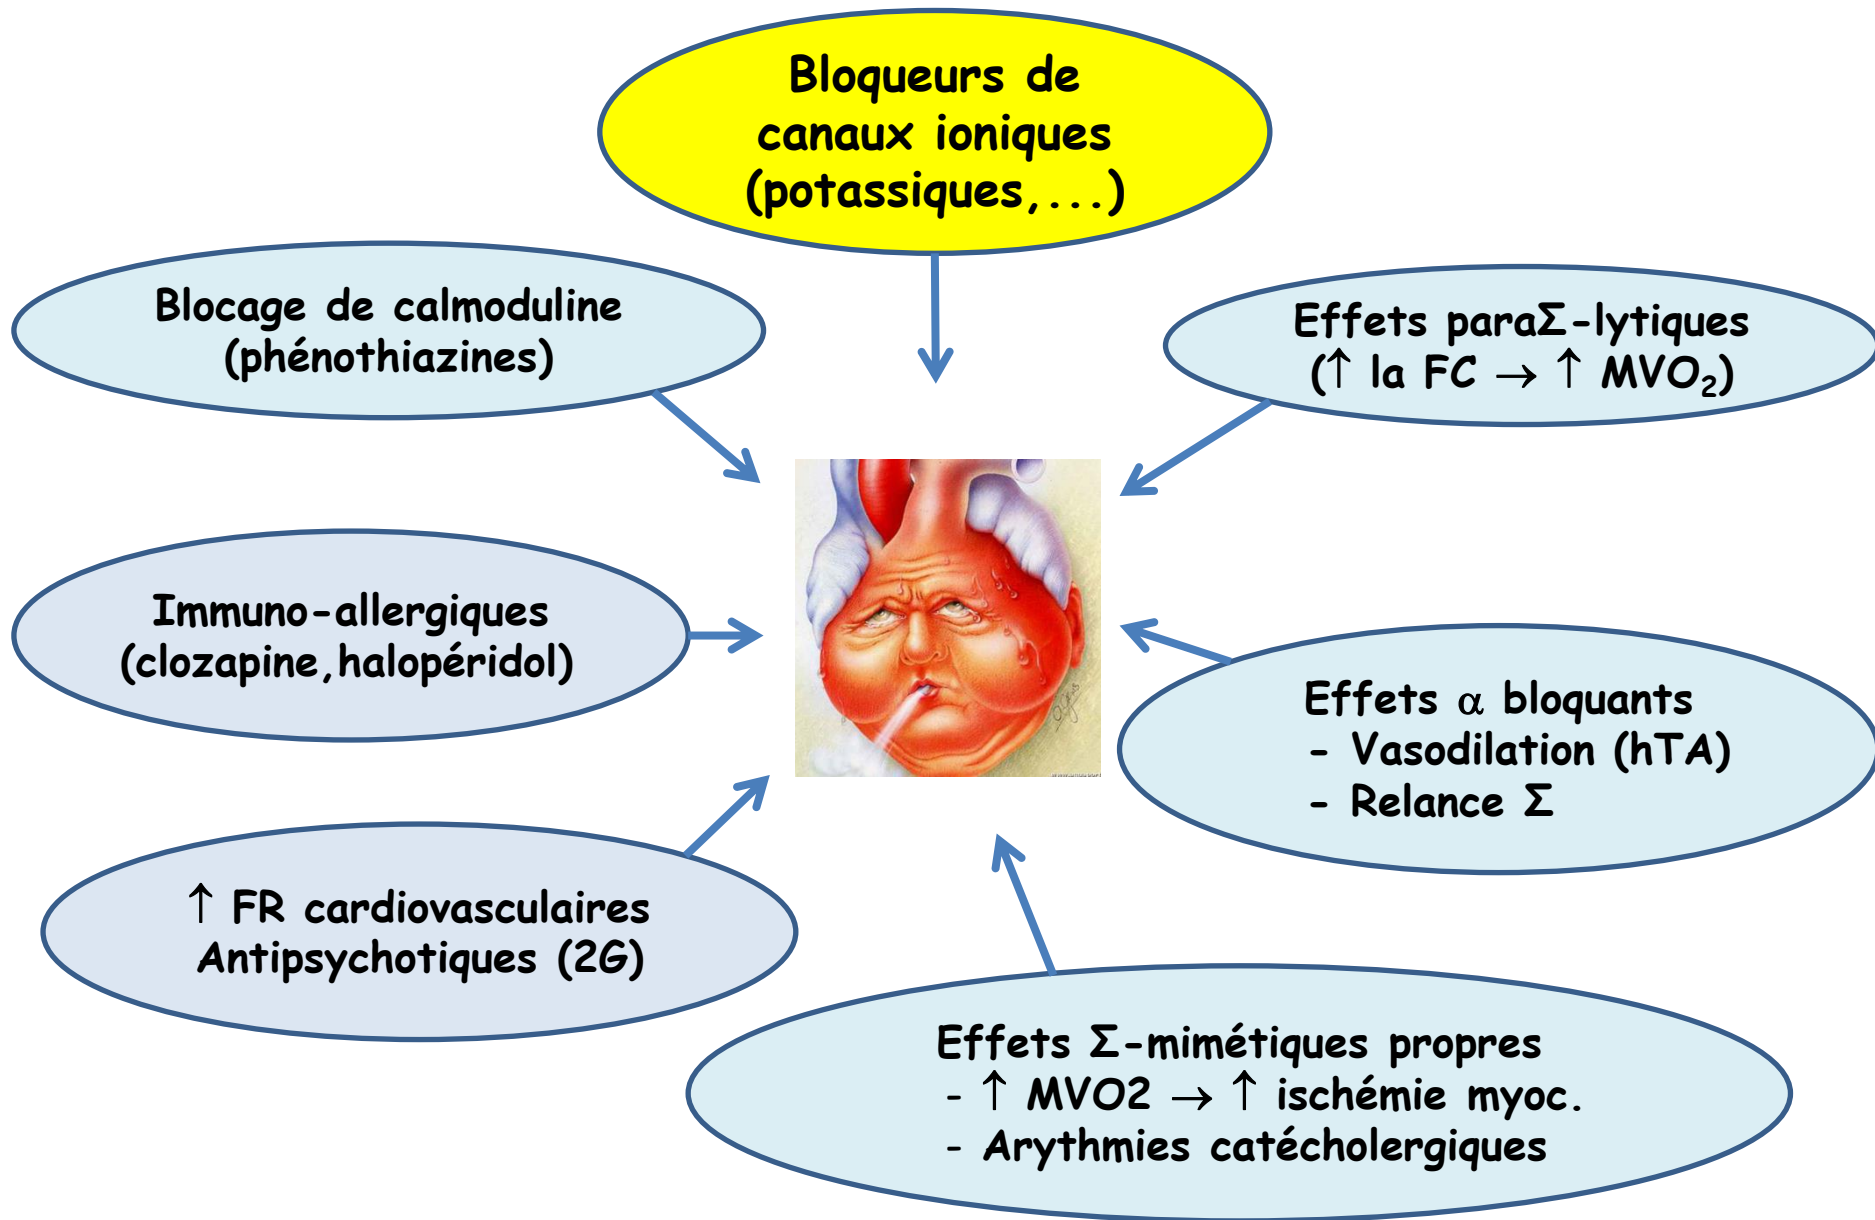 Bloqueurs de
canaux ioniques
(potassiques,...)
Blocage de calmoduline
(phénothiazines)
Effets paraΣ-lytiques
(↑ la FC → ↑ MVO₂)
Immuno-allergiques
(clozapine,halopéridol)
Effets α bloquants
- Vasodilation (hTA)
- Relance Σ
↑ FR cardiovasculaires
Antipsychotiques (2G)
Effets Σ-mimétiques propres
- ↑ MVO2 → ↑ ischémie myoc.
- Arythmies catécholergiques